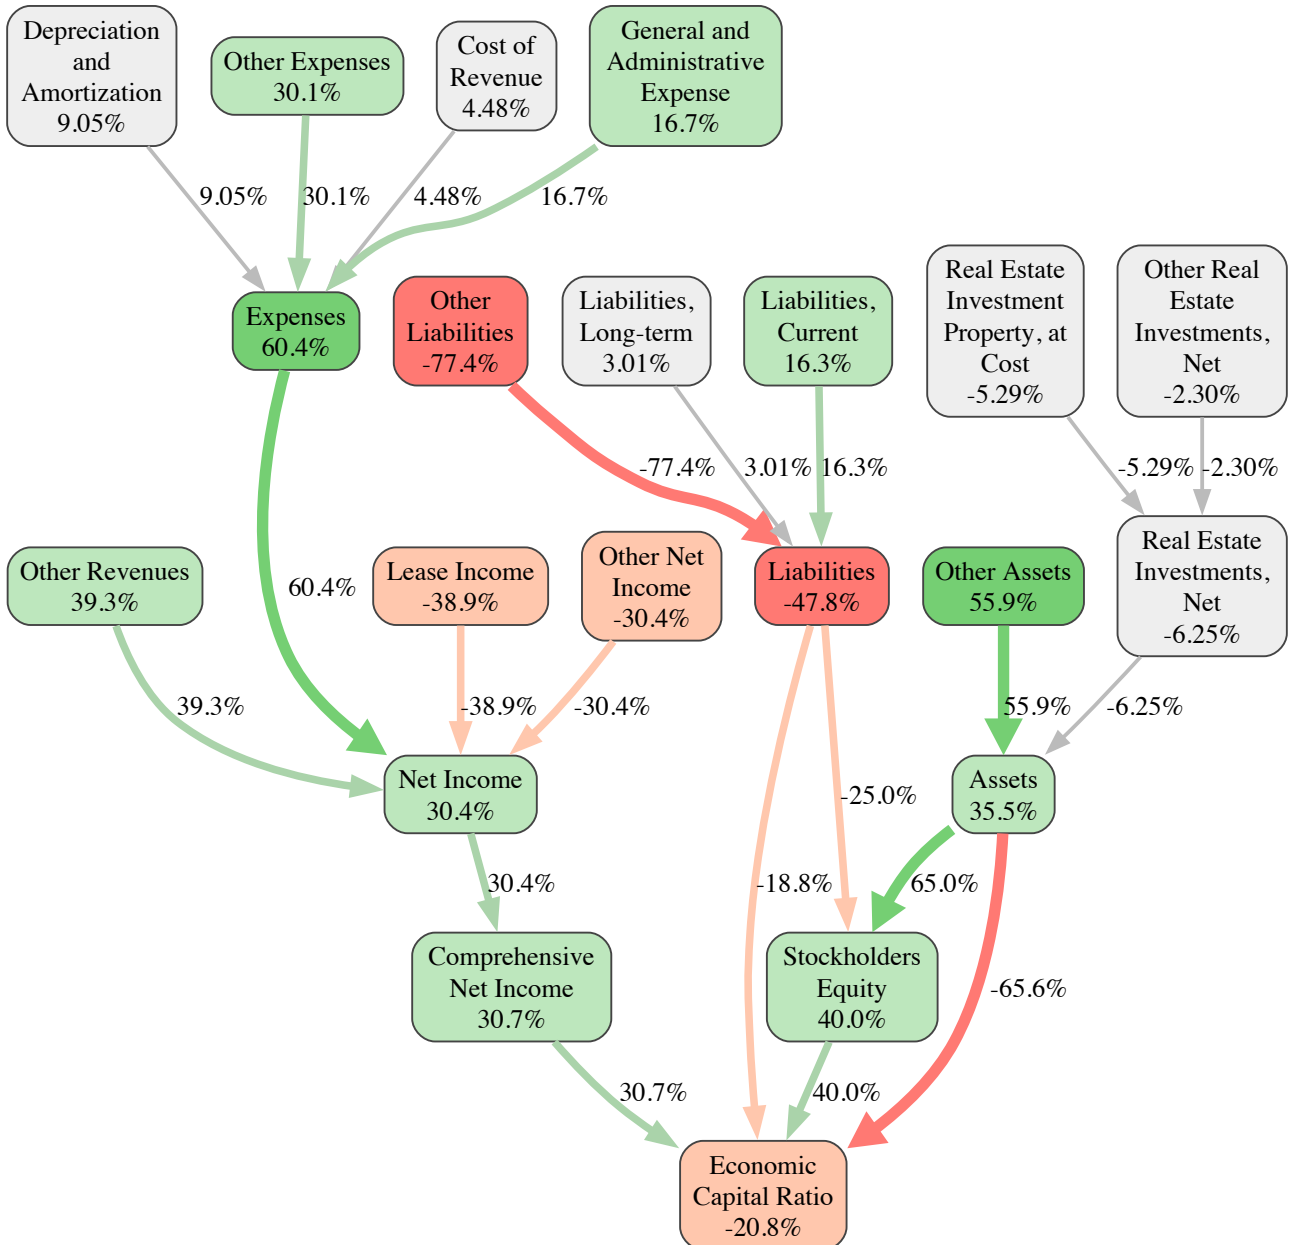 Depreciation
and
Amortization
9.05%
Other Expenses
30.1%
Cost of
Revenue
4.48%
General and
Administrative
Expense
16.7%
9.05%
30.1%
4.48%
16.7%
Expenses
60.4%
Other
Liabilities
-77.4%
Liabilities,
Long-term
3.01%
Liabilities,
Current
16.3%
Real Estate
Investment
Property, at
Cost
-5.29%
Other Real
Estate
Investments,
Net
-2.30%
-77.4%
3.01%
16.3%
-5.29%
-2.30%
Other Revenues
39.3%
60.4%
Lease Income
-38.9%
Other Net
Income
-30.4%
Liabilities
-47.8%
Other Assets
55.9%
Real Estate
Investments,
Net
-6.25%
39.3%
-38.9%
-30.4%
55.9%
-6.25%
Net Income
30.4%
-25.0%
Assets
35.5%
30.4%
-18.8%
65.0%
Comprehensive
Net Income
30.7%
Stockholders
Equity
40.0%
-65.6%
30.7%
40.0%
Economic
Capital Ratio
-20.8%